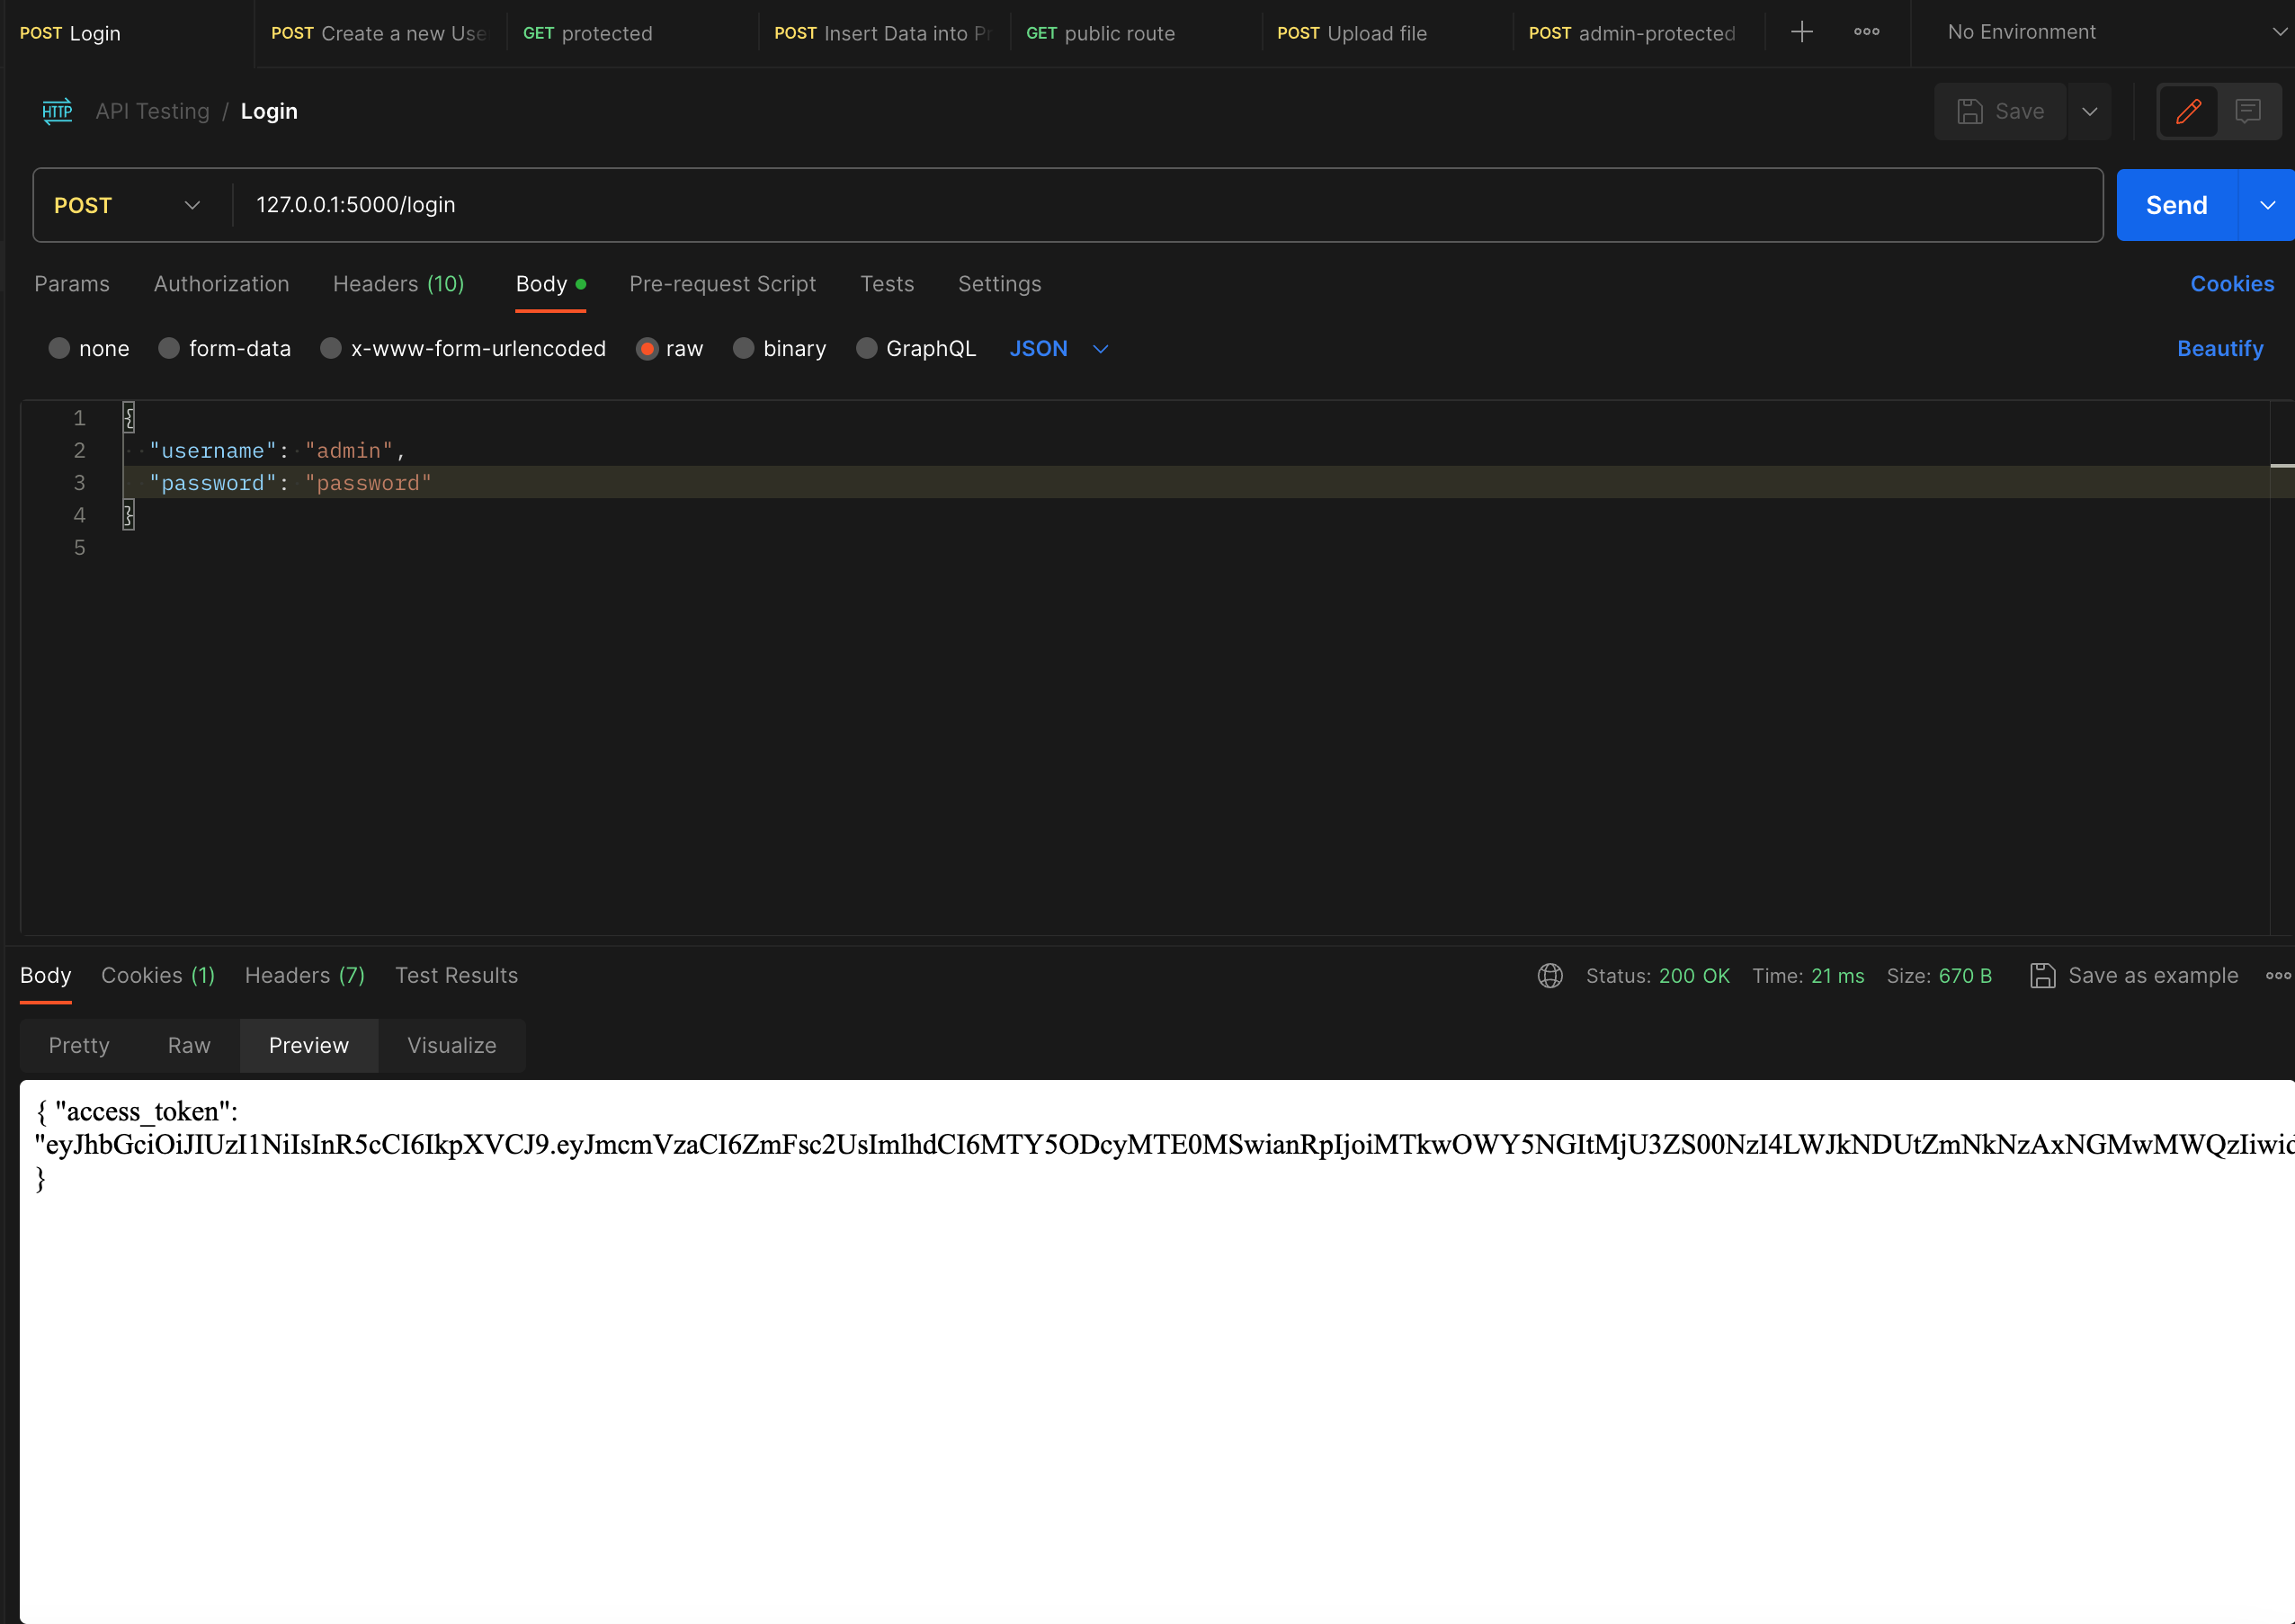 POST Login POST Create a new Use GET protected POST Insert Data into Pr GET public route POST Upload file POST admin-protected No Environment
HTTP API Testing / Login Save
POST 127.0.0.1:5000/login Send
Params Authorization Headers (10) Body Pre-request Script Tests Settings Cookies
none form-data x-www-form-urlencoded raw binary GraphQL JSON Beautify
1 {
2 "username": "admin",
3 "password": "password"
4 }
5
Body Cookies (1) Headers (7) Test Results Status: 200 OK Time: 21 ms Size: 670 B Save as example
Pretty Raw Preview Visualize
{ "access_token":
"eyJhbGciOiJIUzI1NiIsInR5cCI6IkpXVCJ9.eyJmcmVzaCI6ZmFsc2UsImlhdCI6MTY5ODcyMTE0MSwianRpIjoiMTkwOWY5NGItMjU3ZS00NzI4LWJkNDUtZmNkNzAxNGMwMWQzIiwid
}